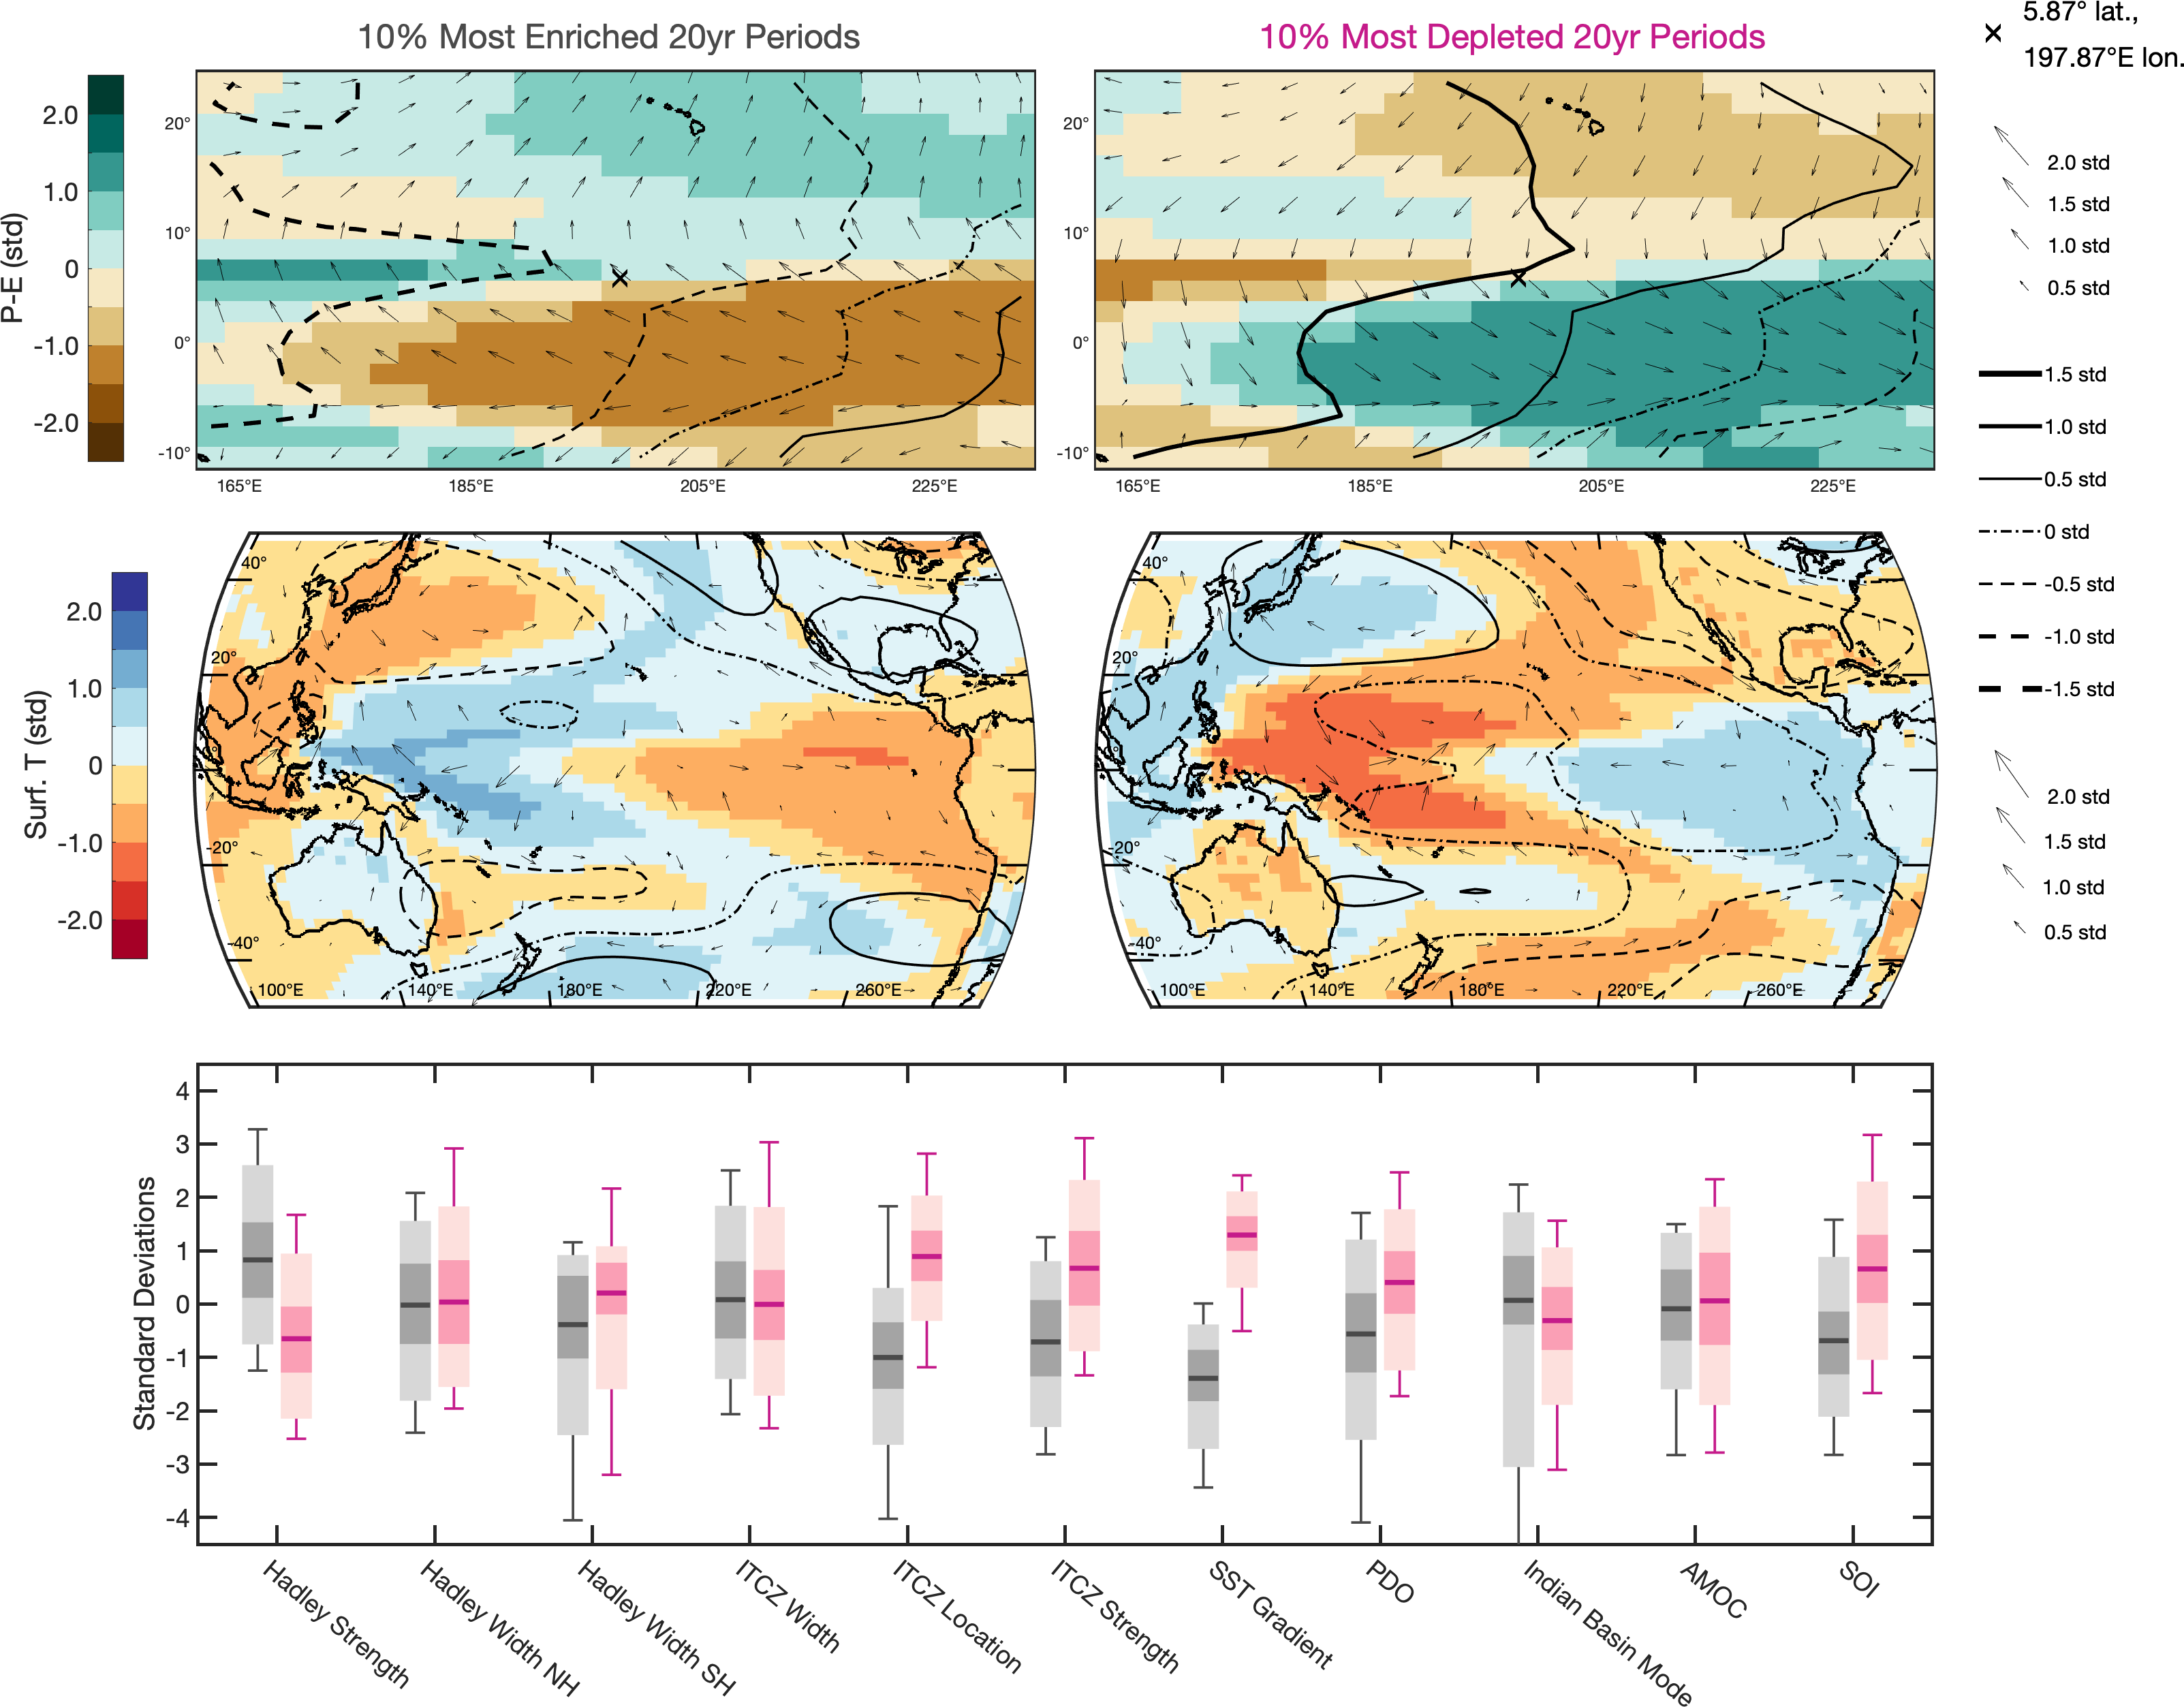 10% Most Enriched 20yr Periods
10% Most Depleted 20yr Periods
5.87° lat.,
197.87°E lon.
P-E (std)
2.0
1.0
0
-1.0
-2.0
20°
10°
0°
-10°
165°E
185°E
205°E
225°E
20°
10°
0°
-10°
165°E
185°E
205°E
225°E
2.0 std
1.5 std
1.0 std
0.5 std
1.5 std
1.0 std
0.5 std
0 std
-0.5 std
-1.0 std
-1.5 std
Surf. T (std)
2.0
1.0
0
-1.0
-2.0
40°
20°
0°
-20°
-40°
100°E
140°E
180°E
220°E
260°E
40°
20°
0°
-20°
-40°
100°E
140°E
180°E
220°E
260°E
2.0 std
1.5 std
1.0 std
0.5 std
Standard Deviations
4
3
2
1
0
-1
-2
-3
-4
Hadley Strength
Hadley Width NH
Hadley Width SH
ITCZ Width
ITCZ Location
ITCZ Strength
SST Gradient
PDO
Indian Basin Mode
AMOC
SOI